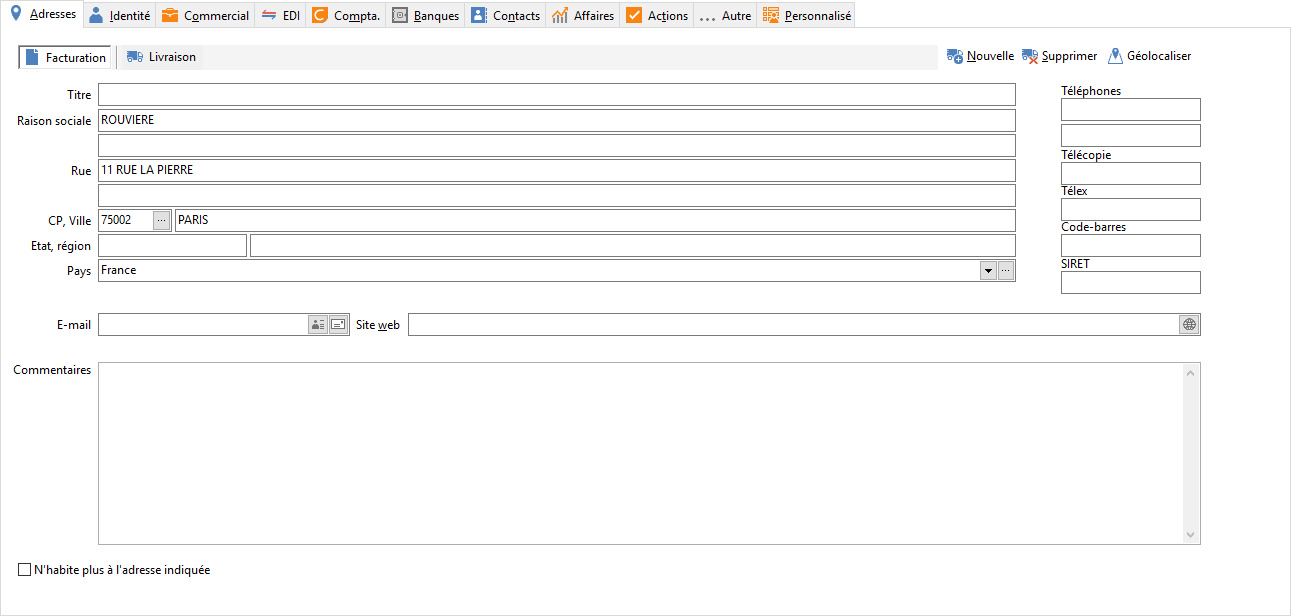 Adresses Identité Commercial EDI Compta. Banques Contacts Affaires Actions ... Autre Personnalisé
Facturation Livraison Nouvelle Supprimer Géolocaliser
Titre
Raison sociale ROUVIERE
Rue 11 RUE LA PIERRE
CP, Ville 75002 ... PARIS
Etat, région
Pays France ...
Téléphones
Télécopie
Télex
Code-barres
SIRET
E-mail Site web
Commentaires
N'habite plus à l'adresse indiquée